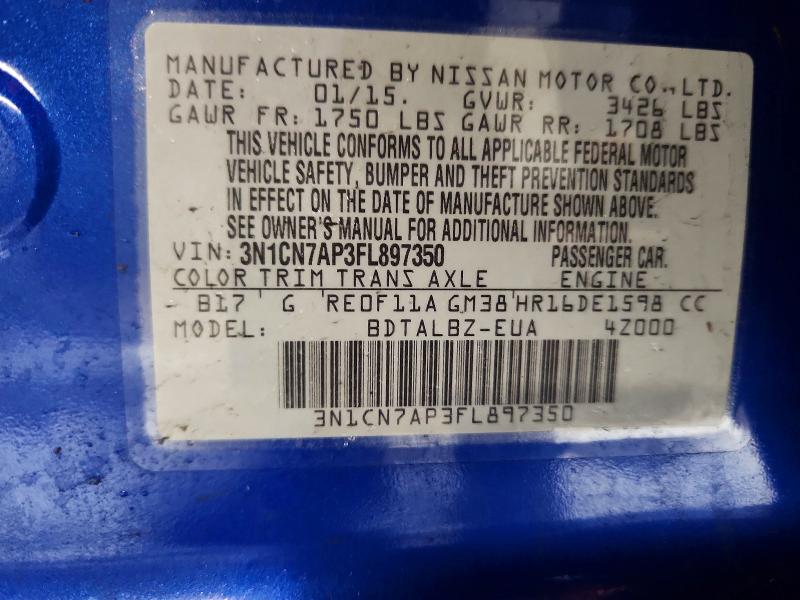 MANUFACTURED BY NISSAN MOTOR CO., LTD.
DATE: 01/15. GVWR: 3426 LBS
GAWR FR: 1750 LBS GAWR RR: 1708 LBS
THIS VEHICLE CONFORMS TO ALL APPLICABLE FEDERAL MOTOR
VEHICLE SAFETY, BUMPER AND THEFT PREVENTION STANDARDS
IN EFFECT ON THE DATE OF MANUFACTURE SHOWN ABOVE.
SEE OWNER'S MANUAL FOR ADDITIONAL INFORMATION.
VIN: 3N1CN7AP3FL897350 PASSENGER CAR.
COLOR TRIM TRANS AXLE ENGINE
B17 G RE0F11A GM38 HR16DE1598 CC
MODEL: BDTALBZ-EUA 4Z000
3N1CN7AP3FL897350